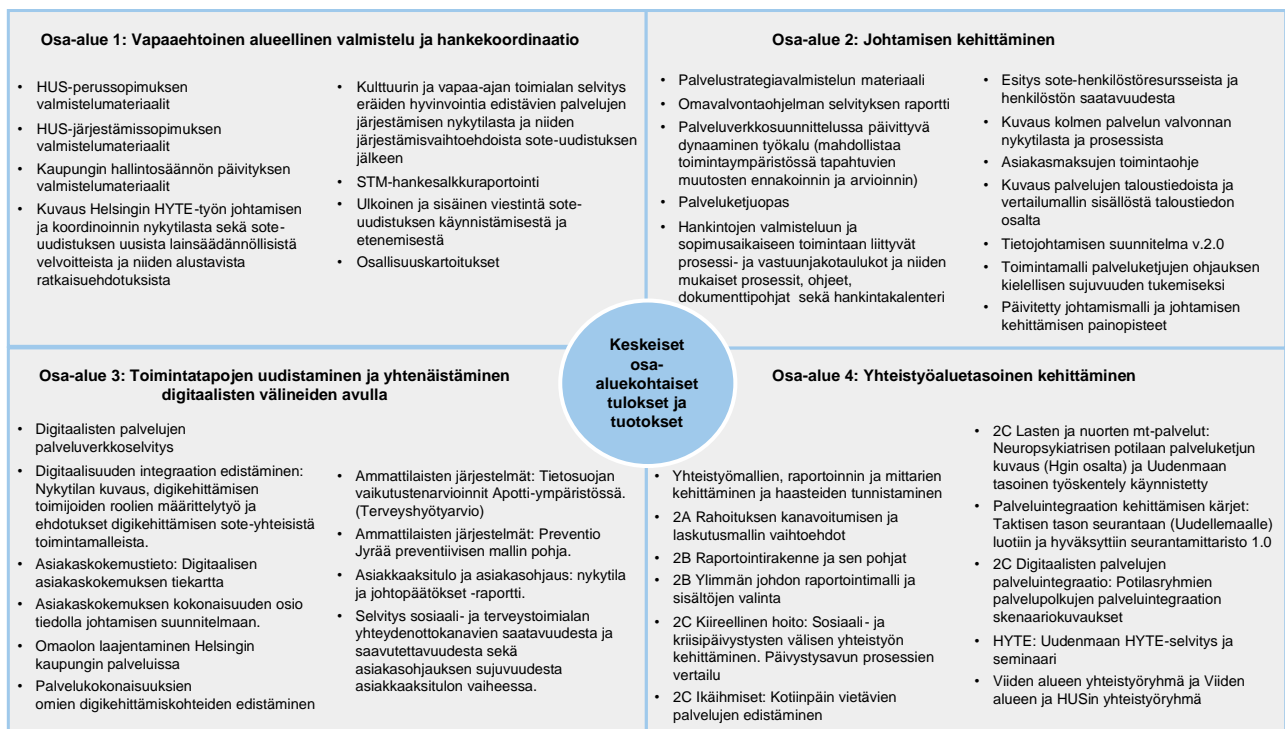 Osa-alue 1: Vapaaehtoinen alueellinen valmistelu ja hankekoordinaatio
• HUS-perussopimuksen
valmistelumateriaalit
• HUS-järjestämissopimuksen
valmistelumateriaalit
• Kaupungin hallintosäännön päivityksen
valmistelumateriaalit
• Kuvaus Helsingin HYTE-työn johtamisen
ja koordinoinnin nykytilasta sekä sote-
uudistuksen uusista lainsäädännöllisistä
velvoitteista ja niiden alustavista
ratkaisuehdotuksista
• Kulttuurin ja vapaa-ajan toimialan selvitys
eräiden hyvinvointia edistävien palvelujen
järjestämisen nykytilasta ja niiden
järjestämisvaihtoehdoista sote-uudistuksen
jälkeen
• STM-hankesalkkuraportointi
• Ulkoinen ja sisäinen viestintä sote-
uudistuksen käynnistämisestä ja
etenemisestä
• Osallisuuskartoitukset
Osa-alue 2: Johtamisen kehittäminen
• Palvelustrategiavalmistelun materiaali
• Omavalvontaohjelman selvityksen raportti
• Palveluverkkosuunnittelussa päivittyvä
dynaaminen työkalu (mahdollistaa
toimintaympäristössä tapahtuvien
muutosten ennakoinnin ja arvioinnin)
• Palveluketjuopas
• Hankintojen valmisteluun ja
sopimusaikaiseen toimintaan liittyvät
prosessi- ja vastuunjakotaulukot ja niiden
mukaiset prosessit, ohjeet,
dokumenttipohjat sekä hankintakalenteri
• Esitys sote-henkilöstöresursseista ja
henkilöstön saatavuudesta
• Kuvaus kolmen palvelun valvonnan
nykytilasta ja prosessista
• Asiakasmaksujen toimintaohje
• Kuvaus palvelujen taloustiedoista ja
vertailumallin sisällöstä taloustiedon
osalta
• Tietojohtamisen suunnitelma v.2.0
• Toimintamalli palveluketjujen ohjauksen
kielellisen sujuvuuden tukemiseksi
• Päivitetty johtamismalli ja johtamisen
kehittämisen painopisteet
Keskeiset
osa-
aluekohtaiset
tulokset ja
tuotokset
Osa-alue 3: Toimintatapojen uudistaminen ja yhtenäistäminen
digitaalisten välineiden avulla
• Digitaalisten palvelujen
palveluverkkoselvitys
• Digitaalisuuden integraation edistäminen:
Nykytilan kuvaus, digikehittämisen
toimijoiden roolien määrittelytyö ja
ehdotukset digikehittämisen sote-yhteisistä
toimintamalleista.
• Asiakaskokemustieto: Digitaalisen
asiakaskokemuksen tiekartta
• Asiakaskokemuksen kokonaisuuden osio
tiedolla johtamisen suunnitelmaan.
• Omaolon laajentaminen Helsingin
kaupungin palveluissa
• Palvelukokonaisuuksien
omien digikehittämiskohteiden edistäminen
• Ammattilaisten järjestelmät: Tietosuojan
vaikutustenarvioinnit Apotti-ympäristössä.
(Terveyshyötyarvio)
• Ammattilaisten järjestelmät: Preventio
Jyrää preventiivisen mallin pohja.
• Asiakkaaksitulo ja asiakasohjaus: nykytila
ja johtopäätökset -raportti.
• Selvitys sosiaali- ja terveystoimialan
yhteydenottokanavien saatavuudesta ja
saavutettavuudesta sekä
asiakasohjauksen sujuvuudesta
asiakkaaksitulon vaiheessa.
Osa-alue 4: Yhteistyöaluetasoinen kehittäminen
• Yhteistyömallien, raportoinnin ja mittarien
kehittäminen ja haasteiden tunnistaminen
• 2A Rahoituksen kanavoitumisen ja
laskutusmallin vaihtoehdot
• 2B Raportointirakenne ja sen pohjat
• 2B Ylimmän johdon raportointimalli ja
sisältöjen valinta
• 2C Kiireellinen hoito: Sosiaali- ja
kriisipäivystysten välisen yhteistyön
kehittäminen. Päivystysavun prosessien
vertailu
• 2C Ikäihmiset: Kotiinpäin vietävien
palvelujen edistäminen
• 2C Lasten ja nuorten mt-palvelut:
Neuropsykiatrisen potilaan palveluketjun
kuvaus (Hgin osalta) ja Uudenmaan
tasoinen työskentely käynnistetty
• Palveluintegraation kehittämisen kärjet:
Taktisen tason seurantaan (Uudellemaalle)
luotiin ja hyväksyttiin seurantamittaristo 1.0
• 2C Digitaalisten palvelujen
palveluintegraatio: Potilasryhmien
palvelupolkujen palveluintegraation
skenaariokuvaukset
• HYTE: Uudenmaan HYTE-selvitys ja
seminaari
• Viiden alueen yhteistyöryhmä ja Viiden
alueen ja HUSin yhteistyöryhmä